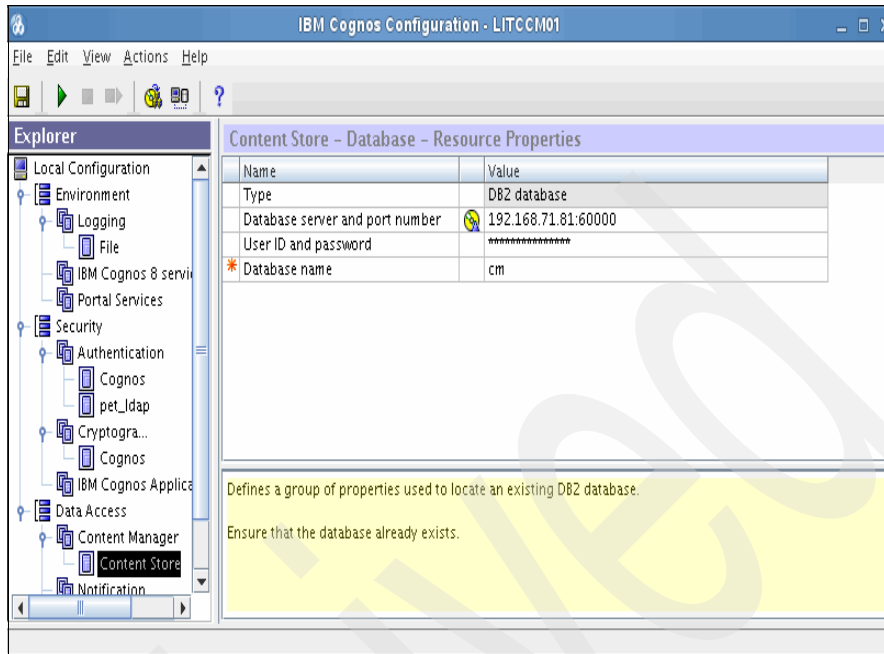 IBM Cognos Configuration - LITCCM01
File Edit View Actions Help
Explorer
Content Store - Database - Resource Properties
Local Configuration
Environment
Logging
File
IBM Cognos 8 servi
Portal Services
Security
Authentication
Cognos
pet_ldap
Cryptogra...
Cognos
IBM Cognos Applica
Data Access
Content Manager
Content Store
Notification
Name Value
Type DB2 database
Database server and port number 192.168.71.81:60000
User ID and password ***************
* Database name cm
Defines a group of properties used to locate an existing DB2 database.
Ensure that the database already exists.